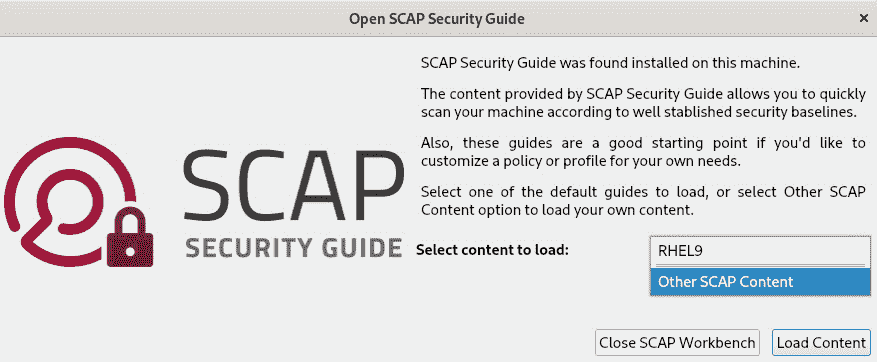 Open SCAP Security Guide
×
SCAP
SECURITY GUIDE
SCAP Security Guide was found installed on this machine.
The content provided by SCAP Security Guide allows you to quickly
scan your machine according to well stablished security baselines.
Also, these guides are a good starting point if you'd like to
customize a policy or profile for your own needs.
Select one of the default guides to load, or select Other SCAP
Content option to load your own content.
Select content to load:
RHEL9
Other SCAP Content
Close SCAP Workbench
Load Content